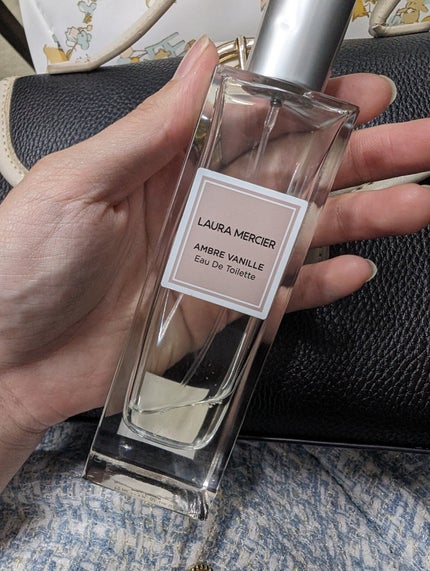 LAURA MERCIER
AMBRE VANILLE
Eau De Toilette